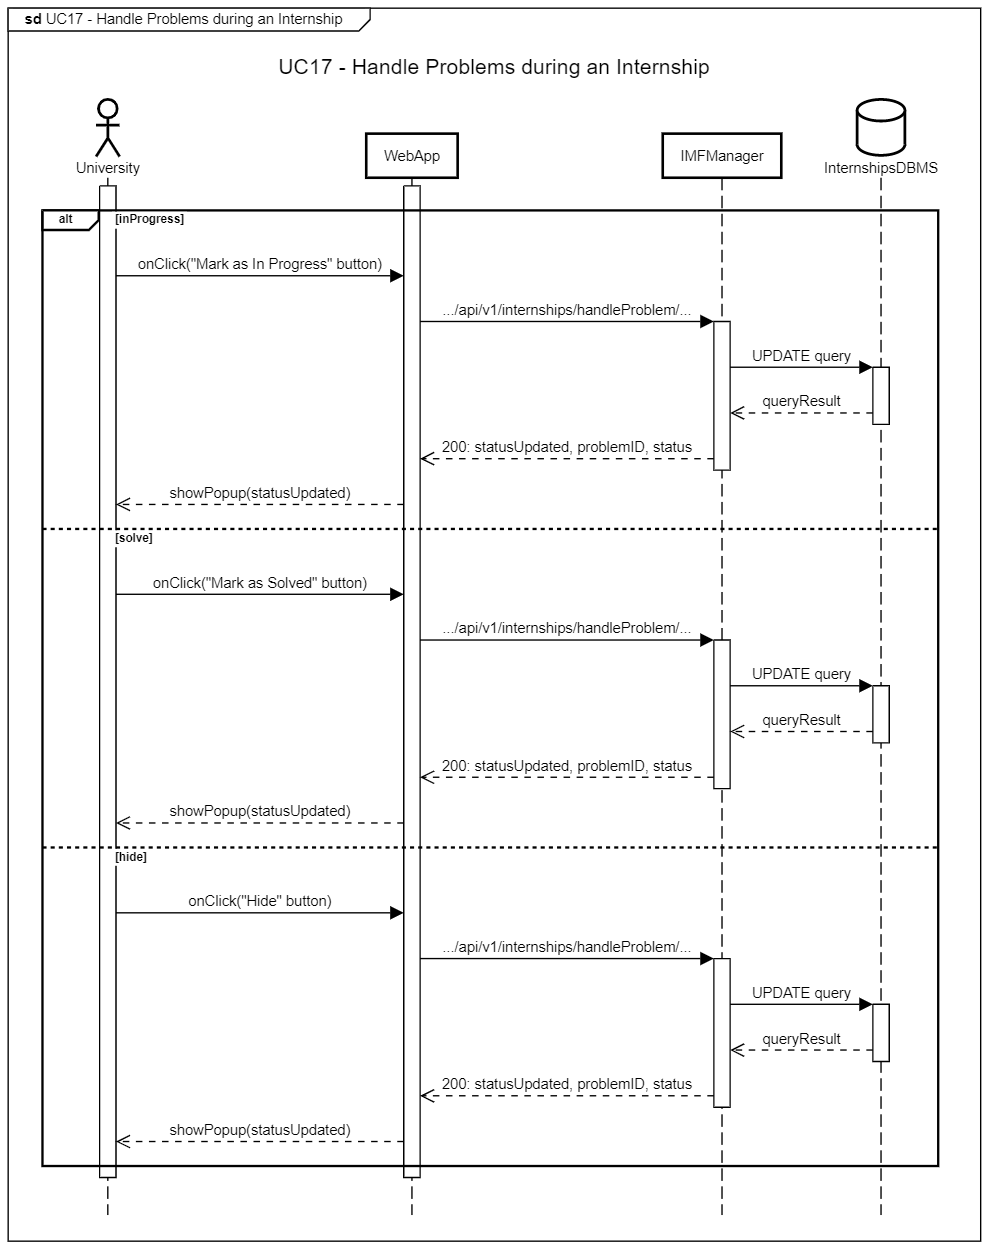 sd UC17 - Handle Problems during an Internship
UC17 - Handle Problems during an Internship
University
WebApp
IMFManager
InternshipsDBMS
alt
[inProgress]
onClick("Mark as In Progress" button)
.../api/v1/internships/handleProblem/...
UPDATE query
queryResult
200: statusUpdated, problemID, status
showPopup(statusUpdated)
[solve]
onClick("Mark as Solved" button)
.../api/v1/internships/handleProblem/...
UPDATE query
queryResult
200: statusUpdated, problemID, status
showPopup(statusUpdated)
[hide]
onClick("Hide" button)
.../api/v1/internships/handleProblem/...
UPDATE query
queryResult
200: statusUpdated, problemID, status
showPopup(statusUpdated)